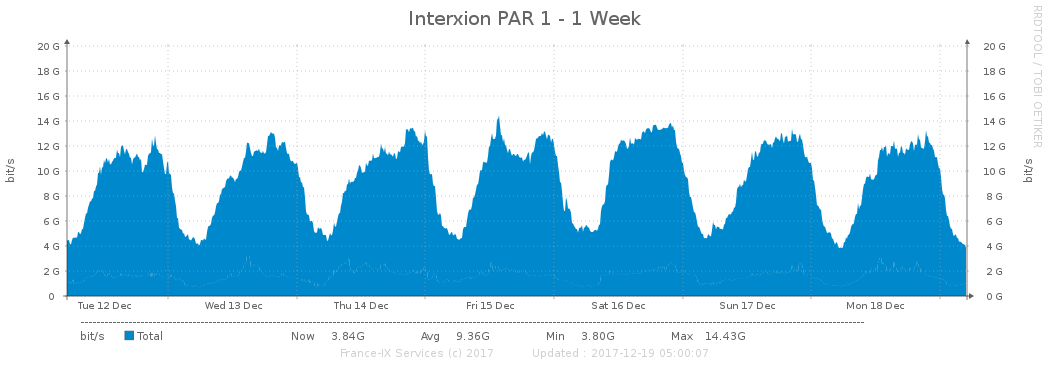 Interxion PAR 1 - 1 Week
RRDTOOL / TOBI OETIKER
20 G 20 G
18 G 18 G
16 G 16 G
14 G 14 G
12 G 12 G
10 G 10 G
8 G 8 G
6 G 6 G
4 G 4 G
2 G 2 G
0 0 G
bit/s
bit/s
Tue 12 Dec Wed 13 Dec Thu 14 Dec Fri 15 Dec Sat 16 Dec Sun 17 Dec Mon 18 Dec
bit/s Total Now 3.84G Avg 9.36G Min 3.80G Max 14.43G
France-IX Services (c) 2017 Updated : 2017-12-19 05:00:07